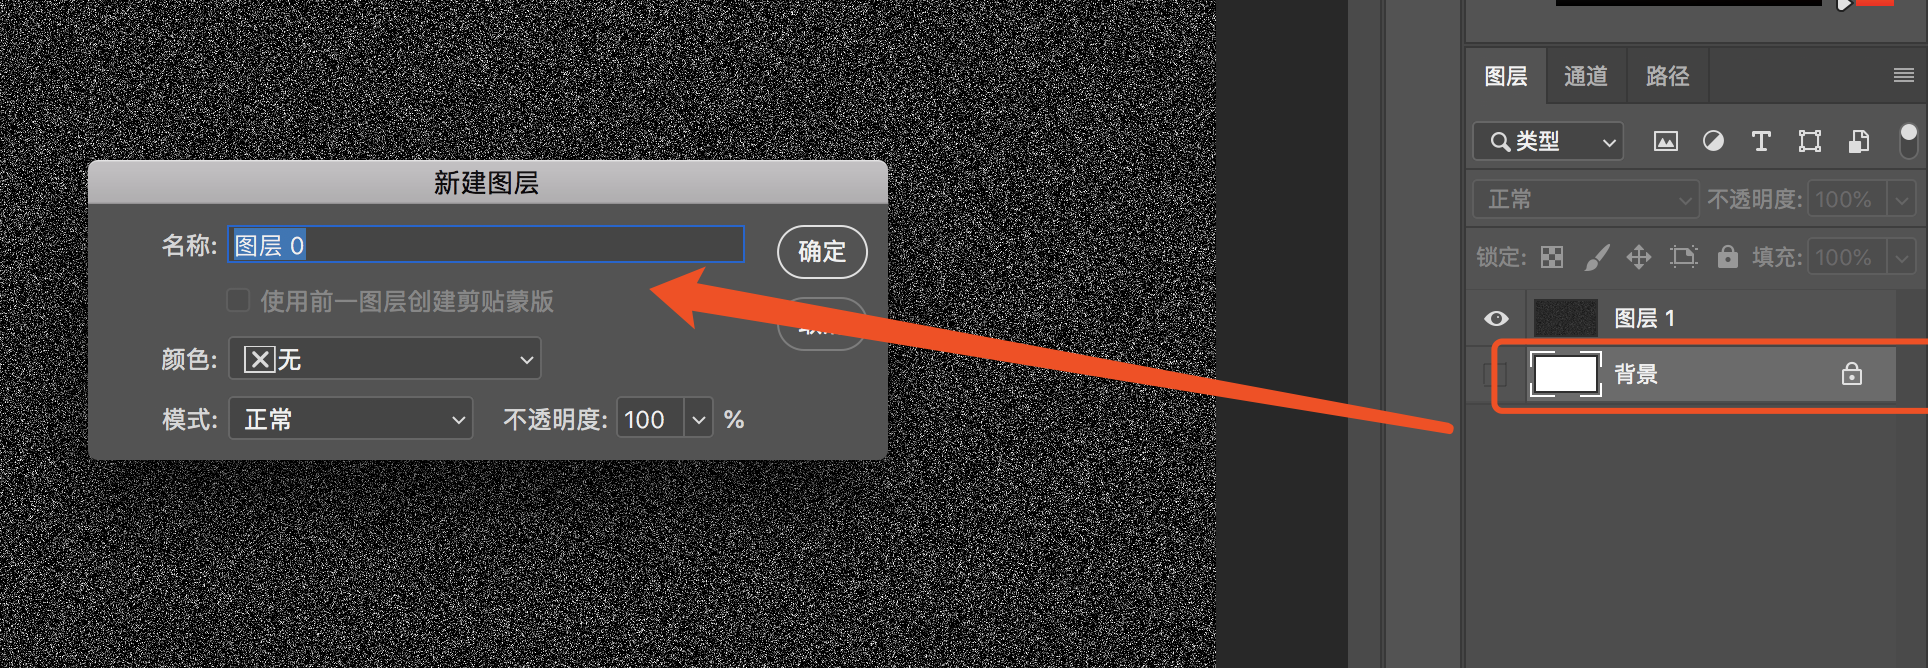 新建图层
名称: 图层 0
确定
使用前一图层创建剪贴蒙版
颜色: 无
模式: 正常 不透明度: 100 %
图层 通道 路径
类型
正常 不透明度: 100%
锁定: 填充: 100%
图层 1
背景